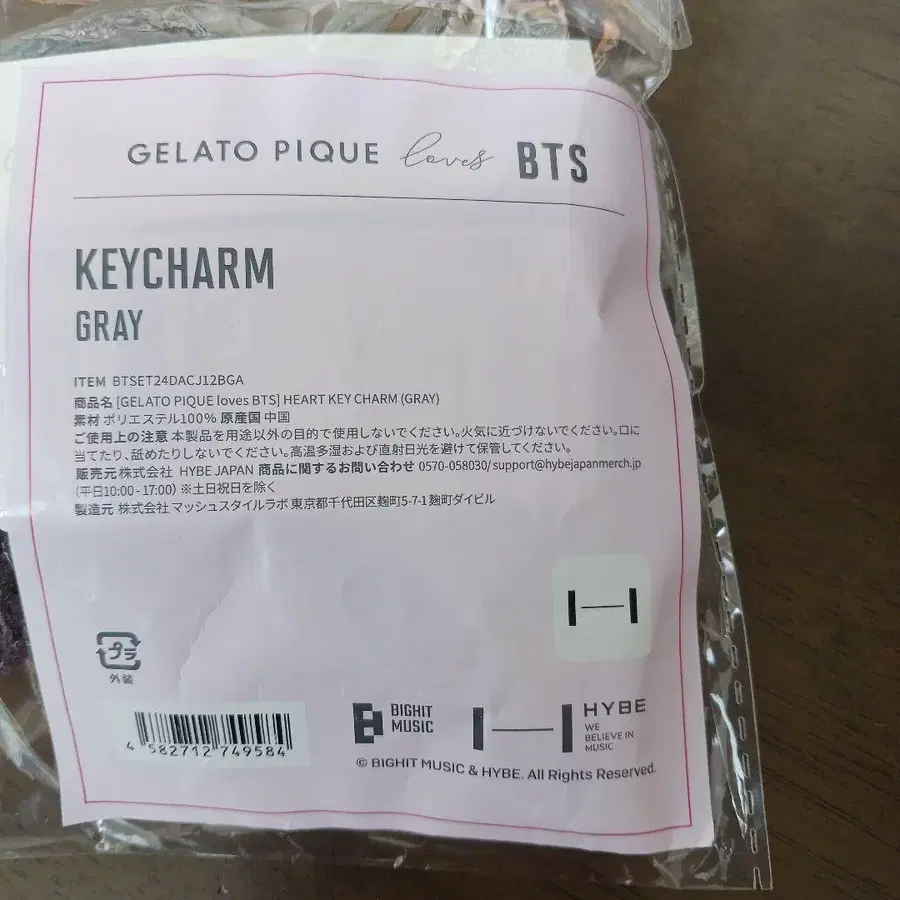 GELATO PIQUE loves BTS
KEYCHARM
GRAY
ITEM BTSET24DACJ12BGA
商品名 [GELATO PIQUE loves BTS] HEART KEY CHARM (GRAY)
素材 ポリエステル100% 原産国 中国
ご使用上の注意 本製品を用途以外の目的で使用しないでください。火気に近づけないでください。口に
当てたり、舐めたりしないでください。高温多湿および直射日光を避けて保管してください。
販売元 株式会社 HYBE JAPAN 商品に関するお問い合わせ 0570-058030/ support@hybejapanmerch.jp
(平日10:00 - 17:00) ※土日祝日を除く
製造元 株式会社 マッシュスタイルラボ 東京都千代田区麹町5-7-1 麹町ダイビル
プラ
外装
4 582712 749584
BIGHIT
MUSIC
HYBE
WE
BELIEVE IN
MUSIC
© BIGHIT MUSIC & HYBE. All Rights Reserved.